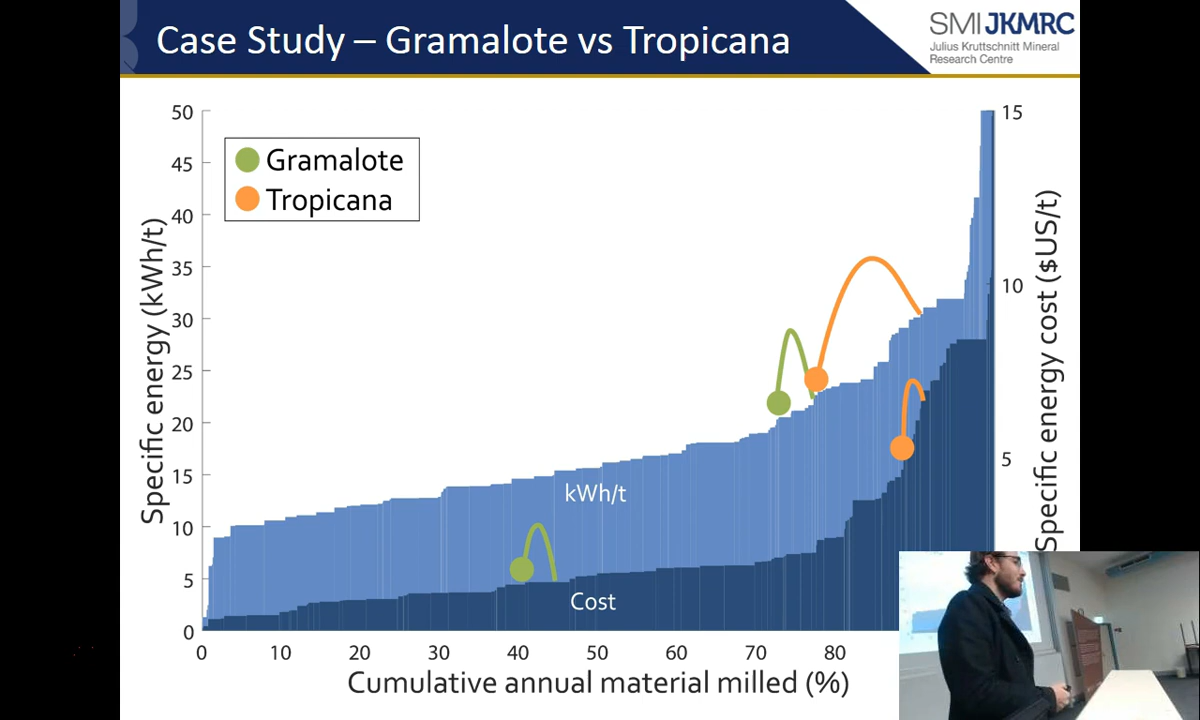 Case Study – Gramalote vs Tropicana
SMI JKMRC
Julius Kruttschnitt Mineral
Research Centre
50
45
40
35
30
25
20
15
10
5
0
Specific energy (kWh/t)
Gramalote
Tropicana
kWh/t
Cost
15
10
5
Specific energy cost ($US/t)
0 10 20 30 40 50 60 70 80
Cumulative annual material milled (%)